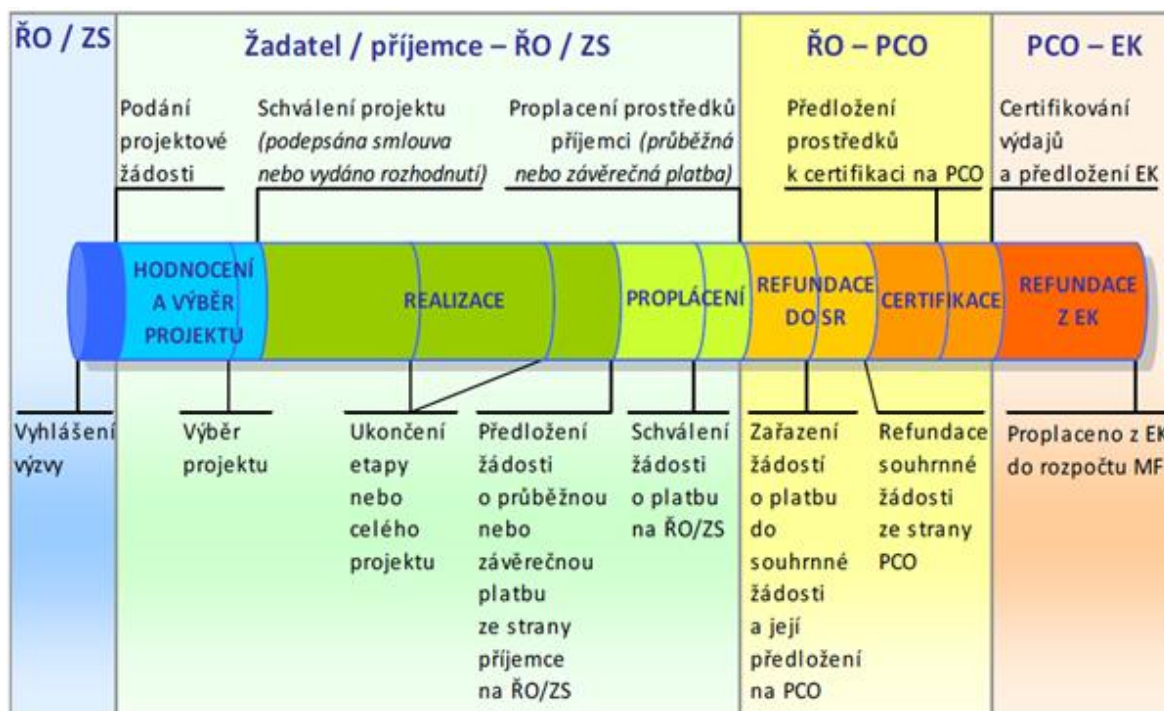 ŘO / ZS
Žadatel / příjemce – ŘO / ZS
ŘO – PCO
PCO – EK
Podání
projektové
žádosti
Schválení projektu
(podepsána smlouva
nebo vydáno rozhodnutí)
Proplacení prostředků
příjemci (průběžná
nebo závěrečná platba)
Předložení
prostředků
k certifikaci na PCO
Certifikování
výdajů
a předložení EK
HODNOCENÍ
A VÝBĚR
PROJEKTU
REALIZACE
PROPLÁCENÍ
REFUNDACE
DO SR
CERTIFIKACE
REFUNDACE
Z EK
Vyhlášení
výzvy
Výběr
projektu
Ukončení
etapy
nebo
celého
projektu
Předložení
žádosti
o průběžnou
nebo
závěrečnou
platbu
ze strany
příjemce
na ŘO/ZS
Schválení
žádosti
o platbu
na ŘO/ZS
Zařazení
žádostí
o platbu
do
souhrnné
žádosti
a její
předložení
na PCO
Refundace
souhrnné
žádosti
ze strany
PCO
Proplaceno z EK
do rozpočtu MF